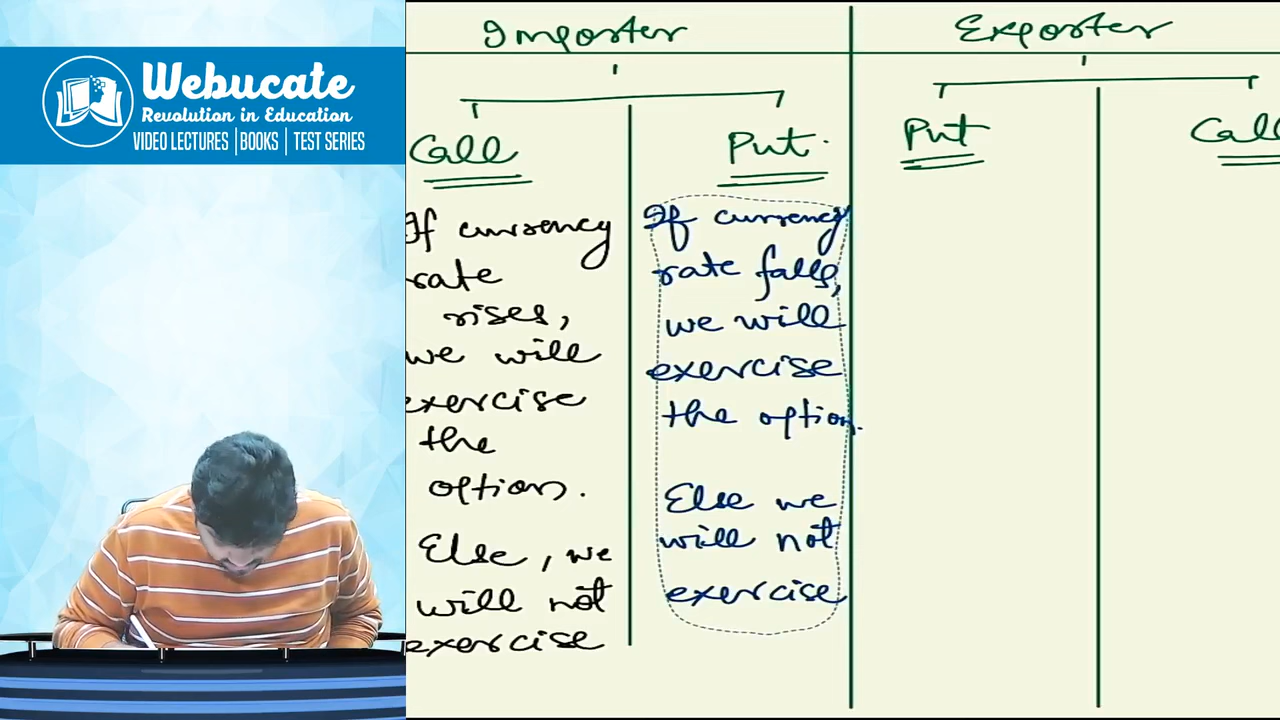 Webucate
Revolution in Education
VIDEO LECTURES | BOOKS | TEST SERIES
Importer
Exporter
Call
Put.
Put
Call
If currency
rate
rises,
we will
exercise
the
option.
Else, we
will not
exercise
If currency
rate falls,
we will
exercise
the option.
Else we
will not
exercise